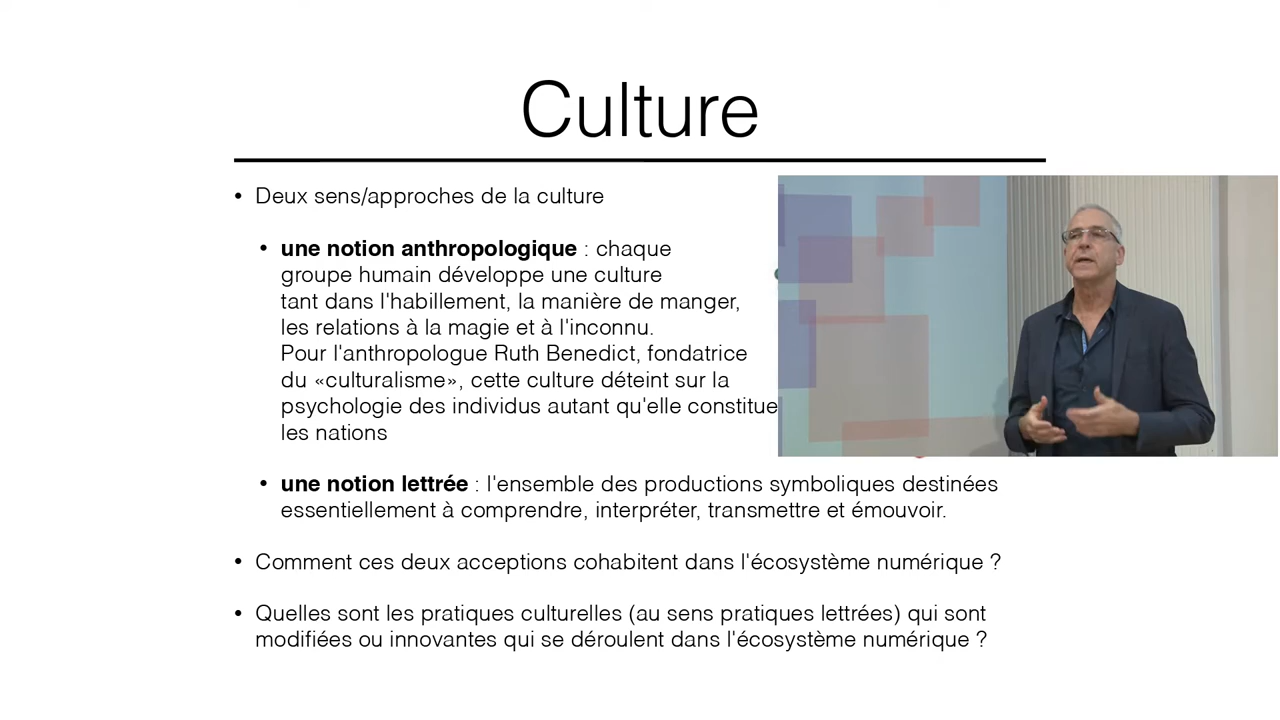 Culture
• Deux sens/approches de la culture
• une notion anthropologique : chaque
groupe humain développe une culture
tant dans l'habillement, la manière de manger,
les relations à la magie et à l'inconnu.
Pour l'anthropologue Ruth Benedict, fondatrice
du «culturalisme», cette culture déteint sur la
psychologie des individus autant qu'elle constitue
les nations
• une notion lettrée : l'ensemble des productions symboliques destinées
essentiellement à comprendre, interpréter, transmettre et émouvoir.
• Comment ces deux acceptions cohabitent dans l'écosystème numérique ?
• Quelles sont les pratiques culturelles (au sens pratiques lettrées) qui sont
modifiées ou innovantes qui se déroulent dans l'écosystème numérique ?